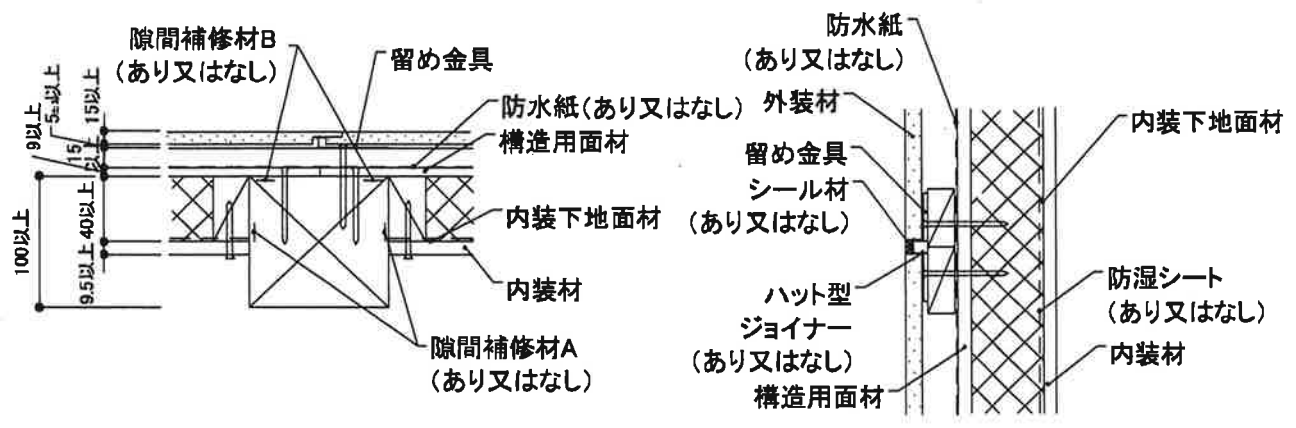 隙間補修材B
(あり又はなし)
留め金具
防水紙(あり又はなし)
構造用面材
内装下地面材
内装材
隙間補修材A
(あり又はなし)
15以上
5以上
9以上
15
以上
40以上
100以上
9.5以上
防水紙
(あり又はなし)
外装材
留め金具
シール材
(あり又はなし)
ハット型
ジョイナー
(あり又はなし)
構造用面材
内装下地面材
防湿シート
(あり又はなし)
内装材